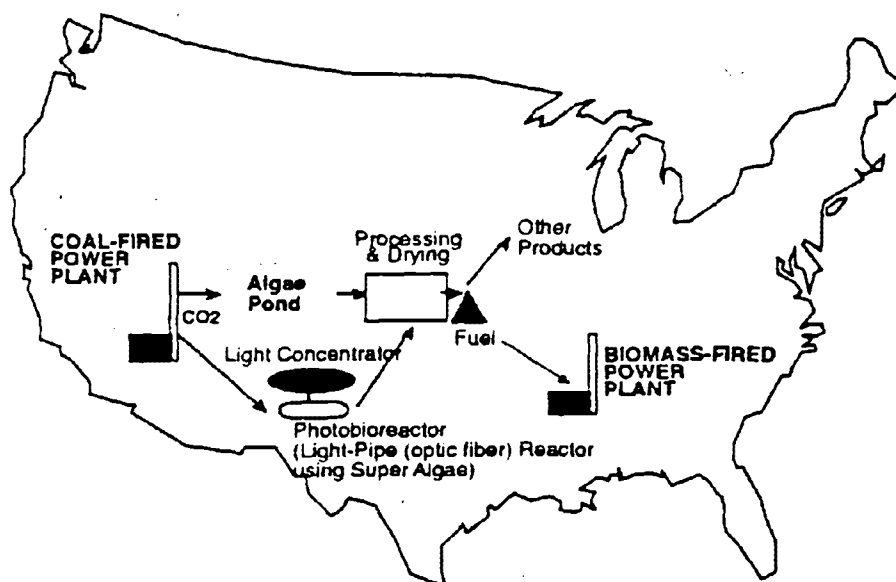 COAL-FIRED
POWER
PLANT
CO2
Algae
Pond
Processing
& Drying
Other
Products
Fuel
Light Concentrator
Photobioreactor
(Light-Pipe (optic fiber) Reactor
using Super Algae)
BIOMASS-FIRED
POWER
PLANT